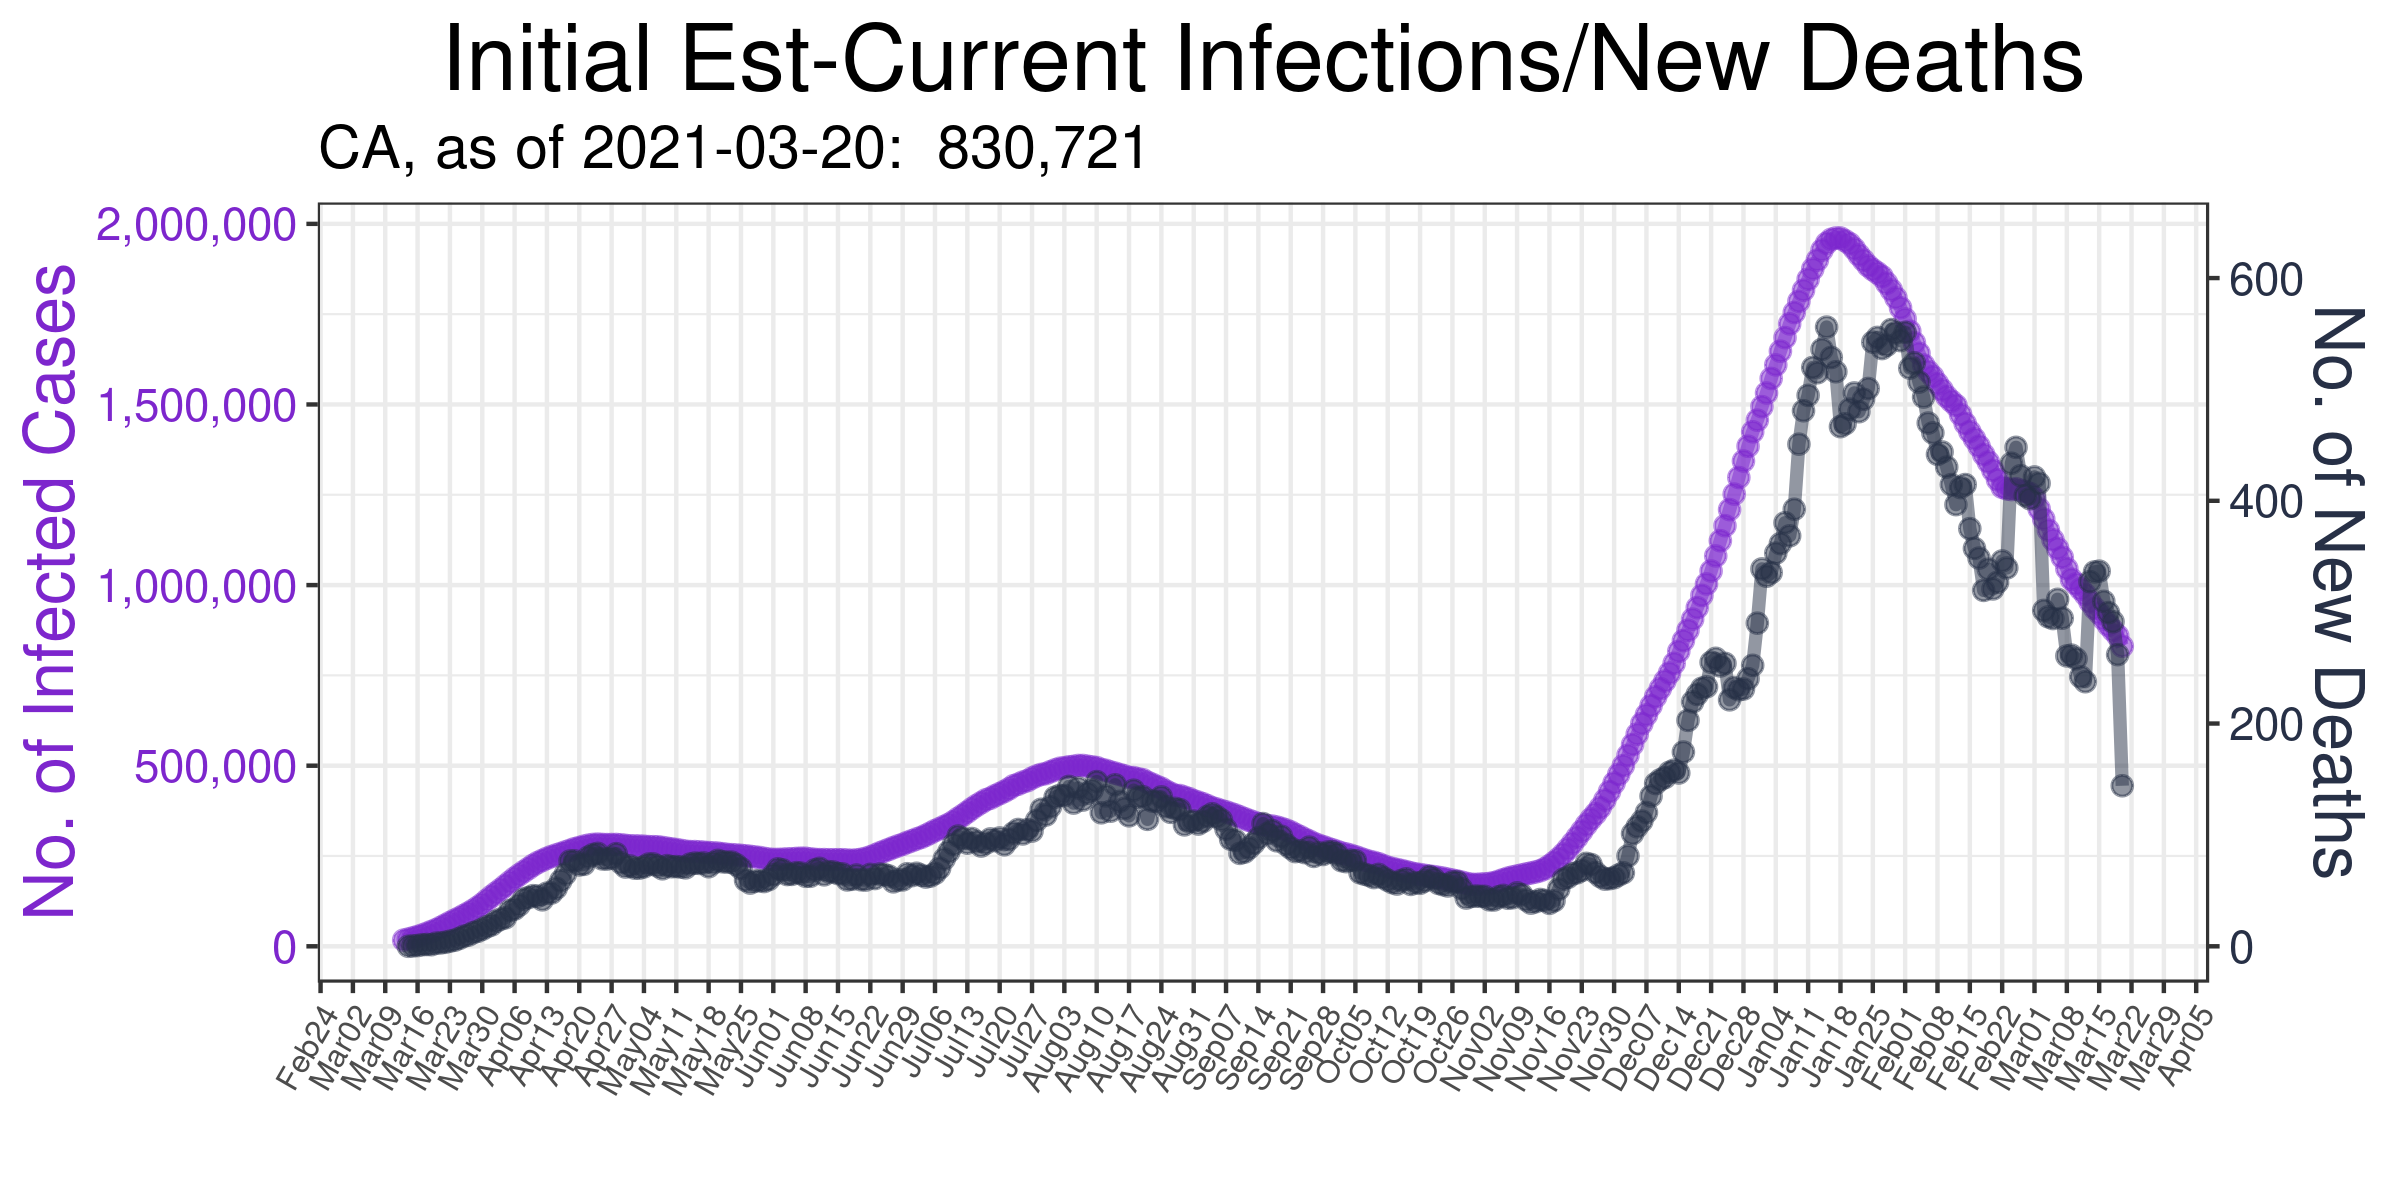 Initial Est-Current Infections/New Deaths
CA, as of 2021-03-20:  830,721
No. of Infected Cases
2,000,000
1,500,000
1,000,000
500,000
0
600
400
200
0
No. of New Deaths
Feb24
Mar02
Mar09
Mar16
Mar23
Mar30
Apr06
Apr13
Apr20
Apr27
May04
May11
May18
May25
Jun01
Jun08
Jun15
Jun22
Jun29
Jul06
Jul13
Jul20
Jul27
Aug03
Aug10
Aug17
Aug24
Aug31
Sep07
Sep14
Sep21
Sep28
Oct05
Oct12
Oct19
Oct26
Nov02
Nov09
Nov16
Nov23
Nov30
Dec07
Dec14
Dec21
Dec28
Jan04
Jan11
Jan18
Jan25
Feb01
Feb08
Feb15
Feb22
Mar01
Mar08
Mar15
Mar22
Mar29
Apr05